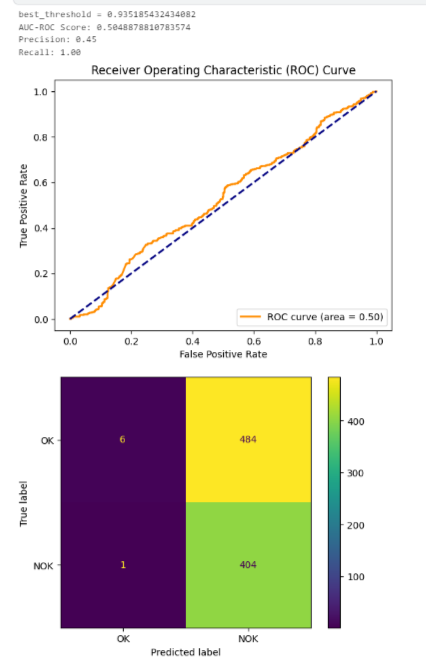 best_threshold = 0.935185432434082
AUC-ROC Score: 0.5048878810783574
Precision: 0.45
Recall: 1.00
Receiver Operating Characteristic (ROC) Curve
1.0
0.8
0.6
0.4
0.2
0.0
True Positive Rate
ROC curve (area = 0.50)
0.0 0.2 0.4 0.6 0.8 1.0
False Positive Rate
OK
6
484
400
300
True label
200
NOK
1
404
100
OK NOK
Predicted label